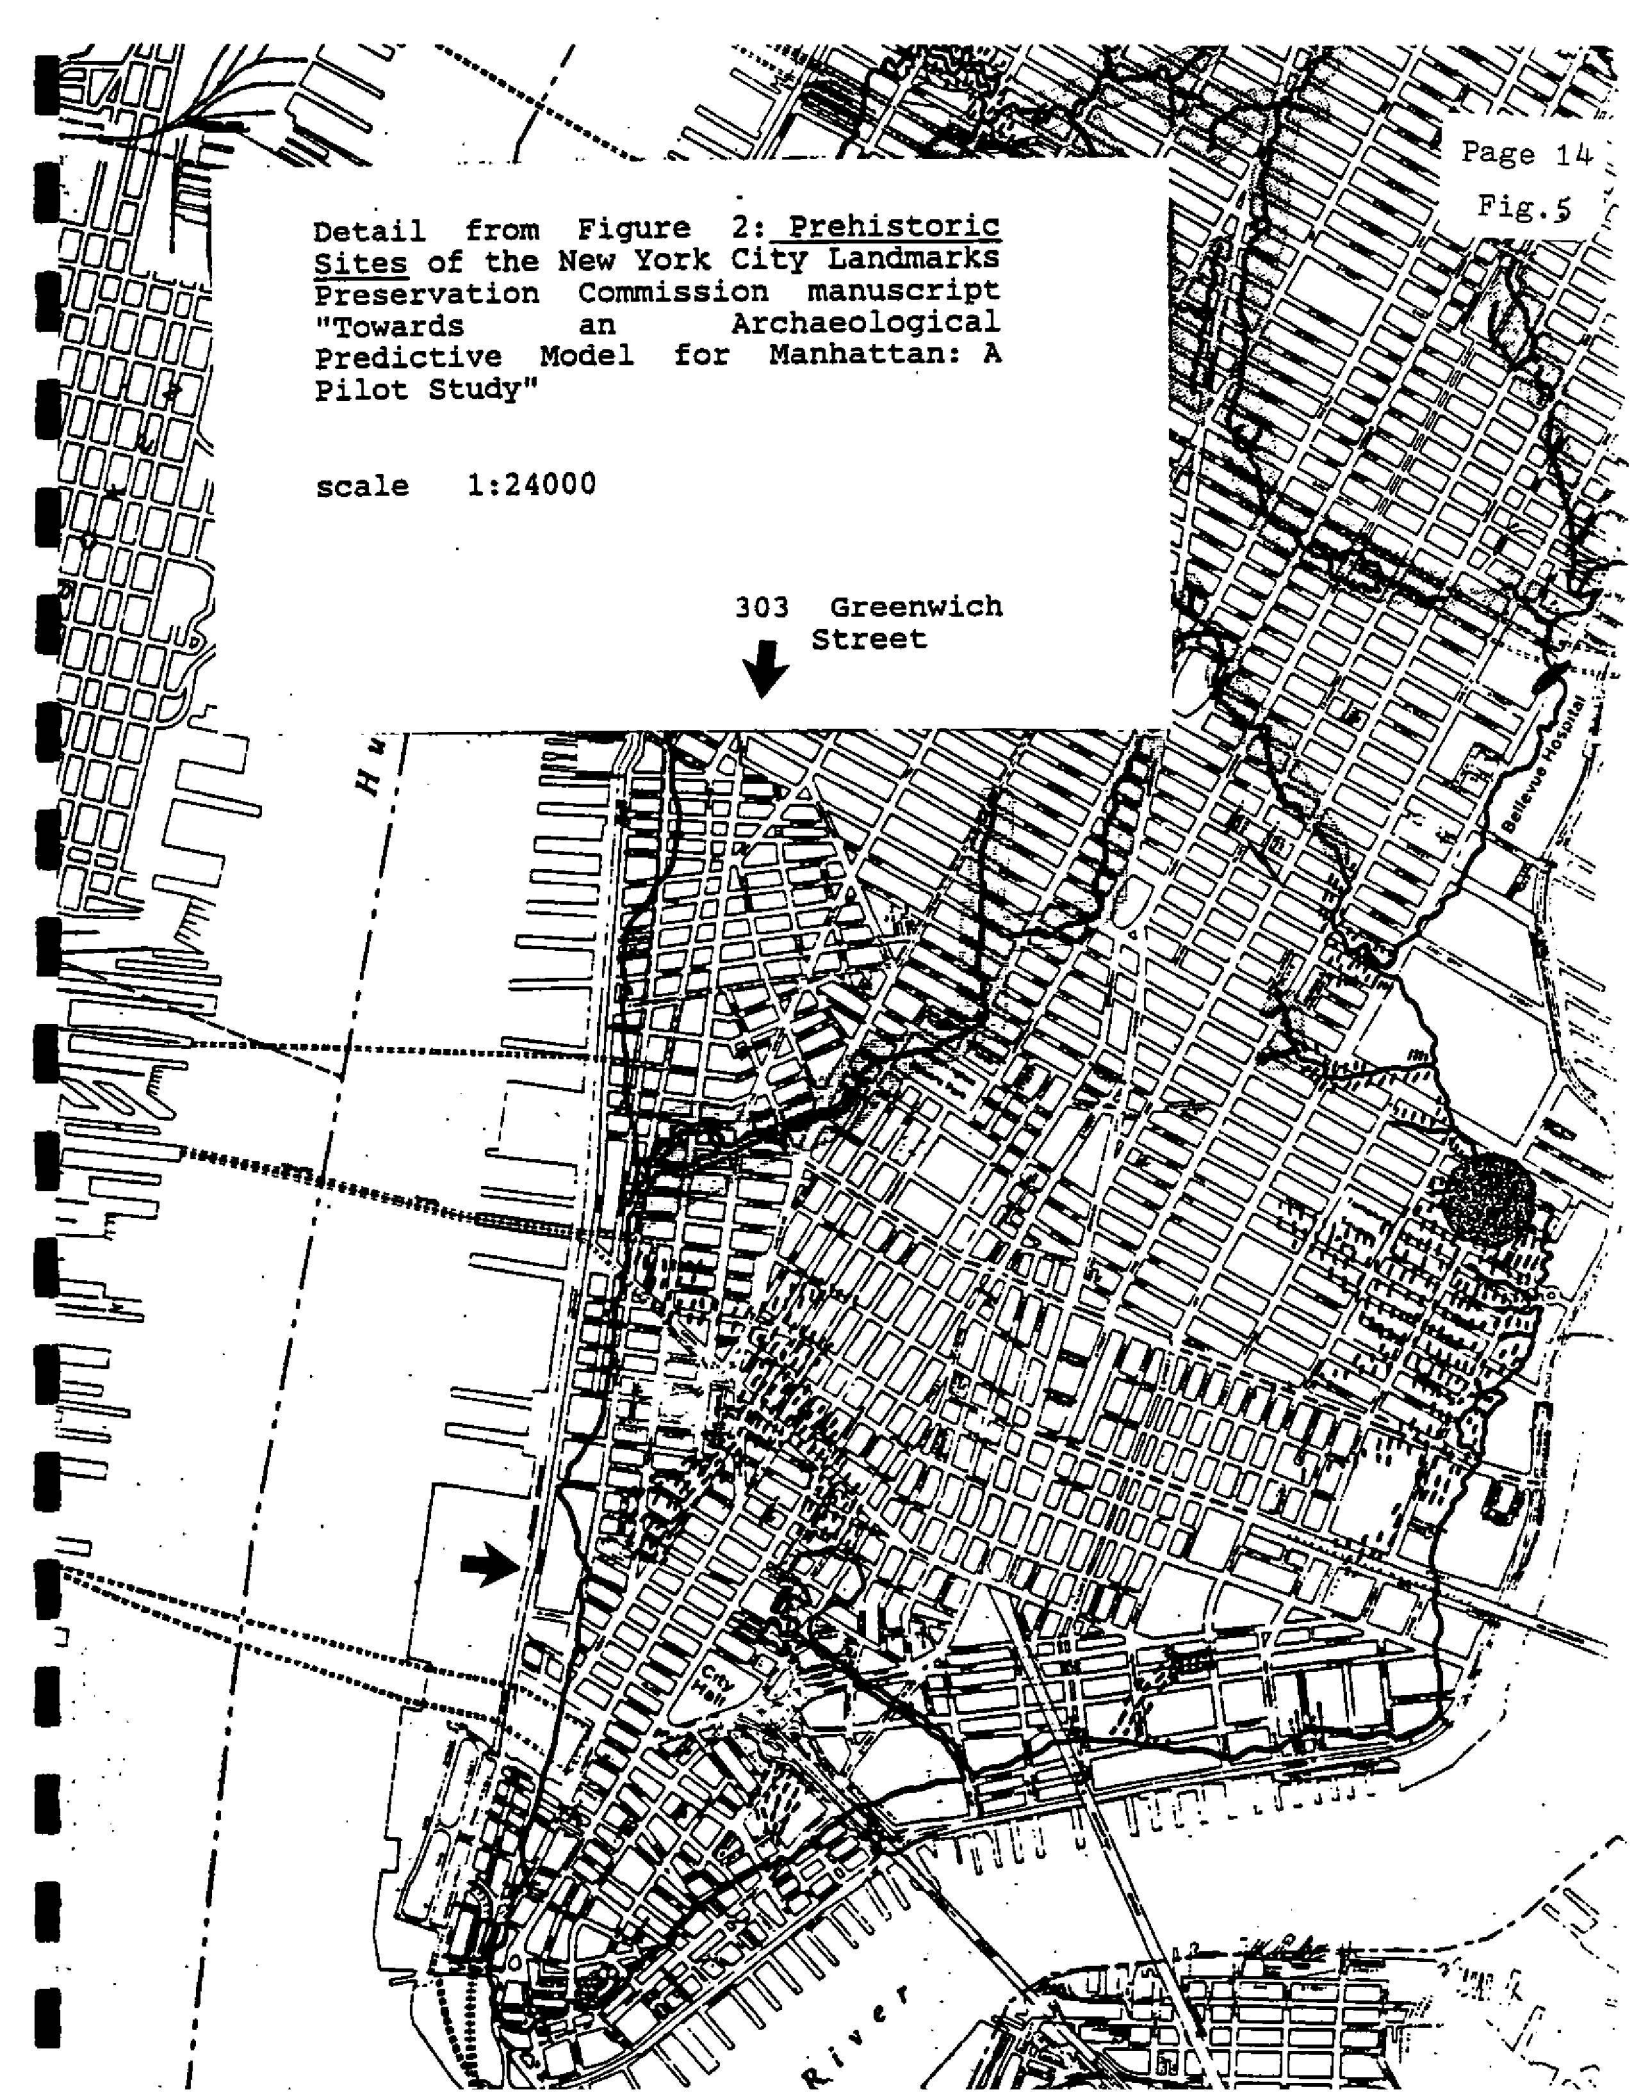 Page 14
Fig.5
Detail from Figure 2: Prehistoric
Sites of the New York City Landmarks
Preservation Commission manuscript
"Towards an Archaeological
Predictive Model for Manhattan: A
Pilot Study"
scale 1:24000
303 Greenwich
Street
Hu
Bellevue Hospital
City
Hall
River